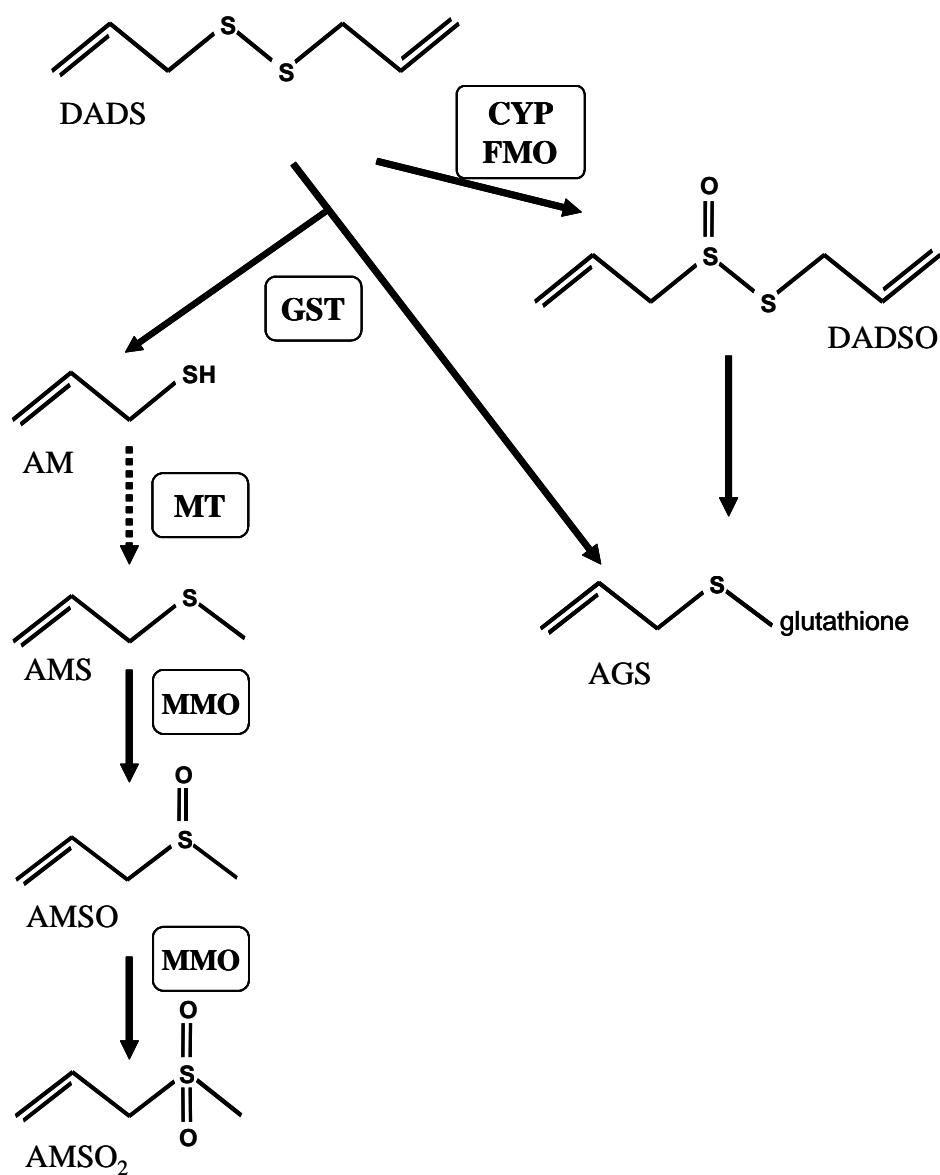 S
S
DADS
CYP
FMO
O
S
S
DADSO
GST
SH
AM
MT
S
AMS
S
glutathione
AGS
MMO
O
S
AMSO
MMO
O
S
O
AMSO₂